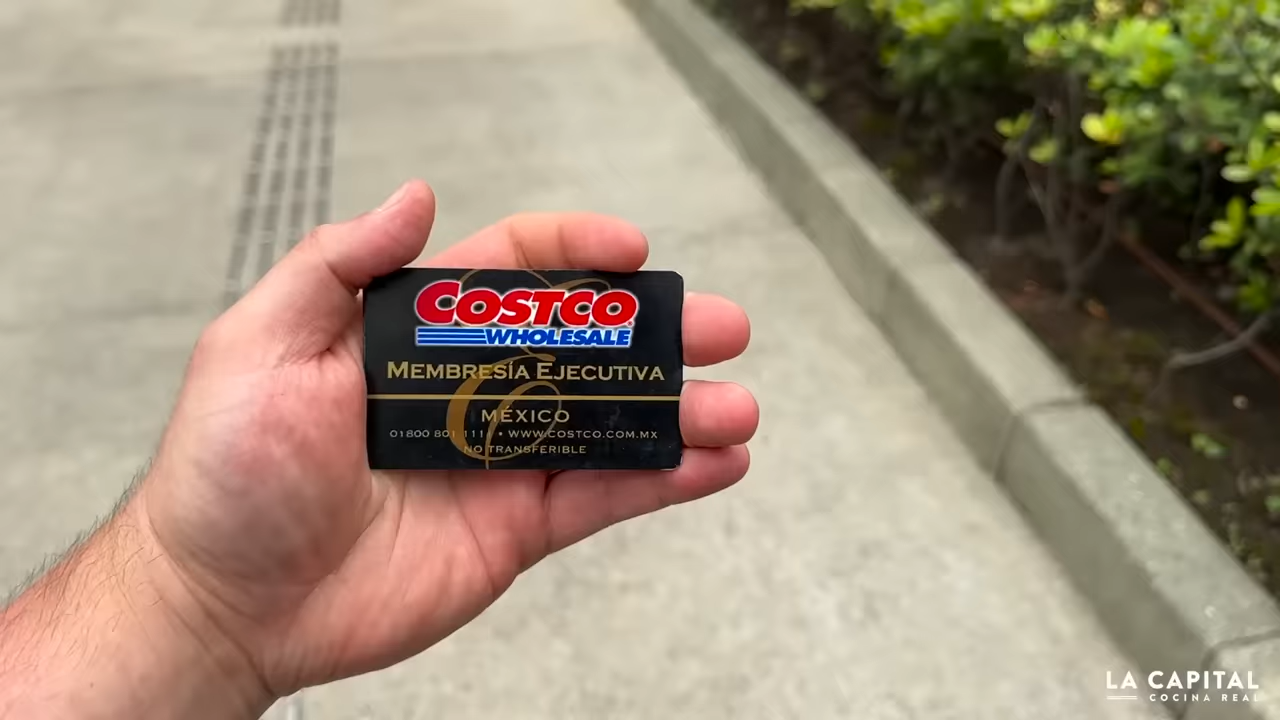 COSTCO
WHOLESALE
MEMBRESÍA EJECUTIVA
MÉXICO
01800 801 1111 • WWW.COSTCO.COM.MX
NO TRANSFERIBLE
LA CAPITAL
COCINA REAL